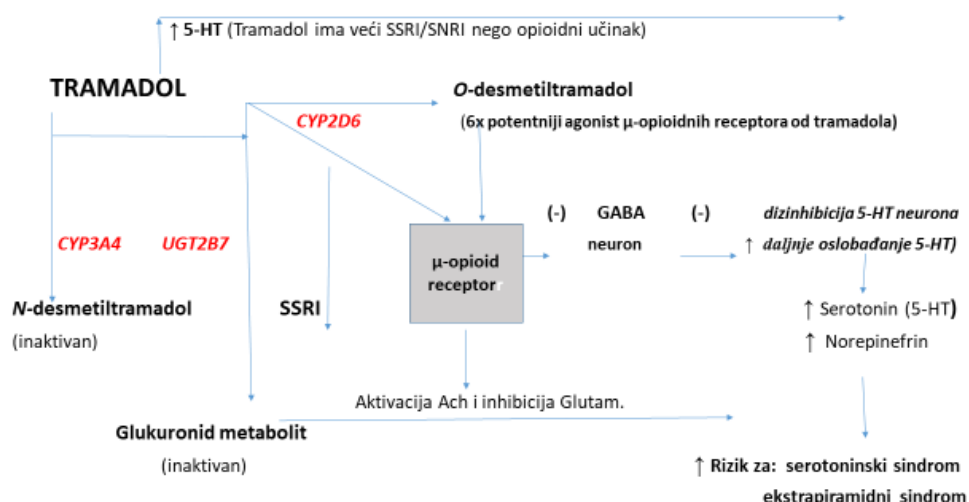 ↑ 5-HT (Tramadol ima veći SSRI/SNRI nego opioidni učinak)
TRAMADOL
O-desmetiltramadol
CYP2D6
(6x potentniji agonist µ-opioidnih receptora od tramadola)
(-) GABA (-)
neuron
dizinhibicija 5-HT neurona
↑ daljnje oslobađanje 5-HT)
CYP3A4 UGT2B7
µ-opioid
receptor
N-desmetiltramadol
(inaktivan)
SSRI
↑ Serotonin (5-HT)
↑ Norepinefrin
Aktivacija Ach i inhibicija Glutam.
Glukuronid metabolit
(inaktivan)
↑ Rizik za: serotoninski sindrom
ekstrapiramidni sindrom